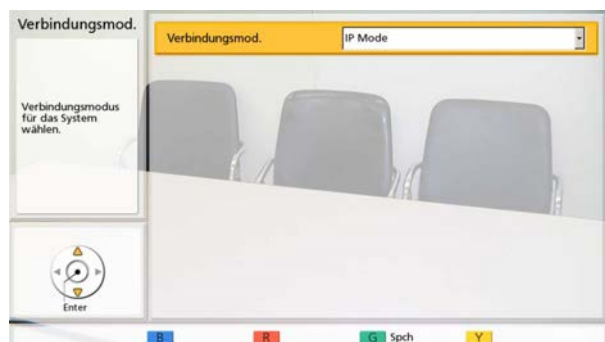 Verbindungsmod.
Verbindungsmod. IP Mode
Verbindungsmodus
für das System
wählen.
Enter
B R G Spch Y